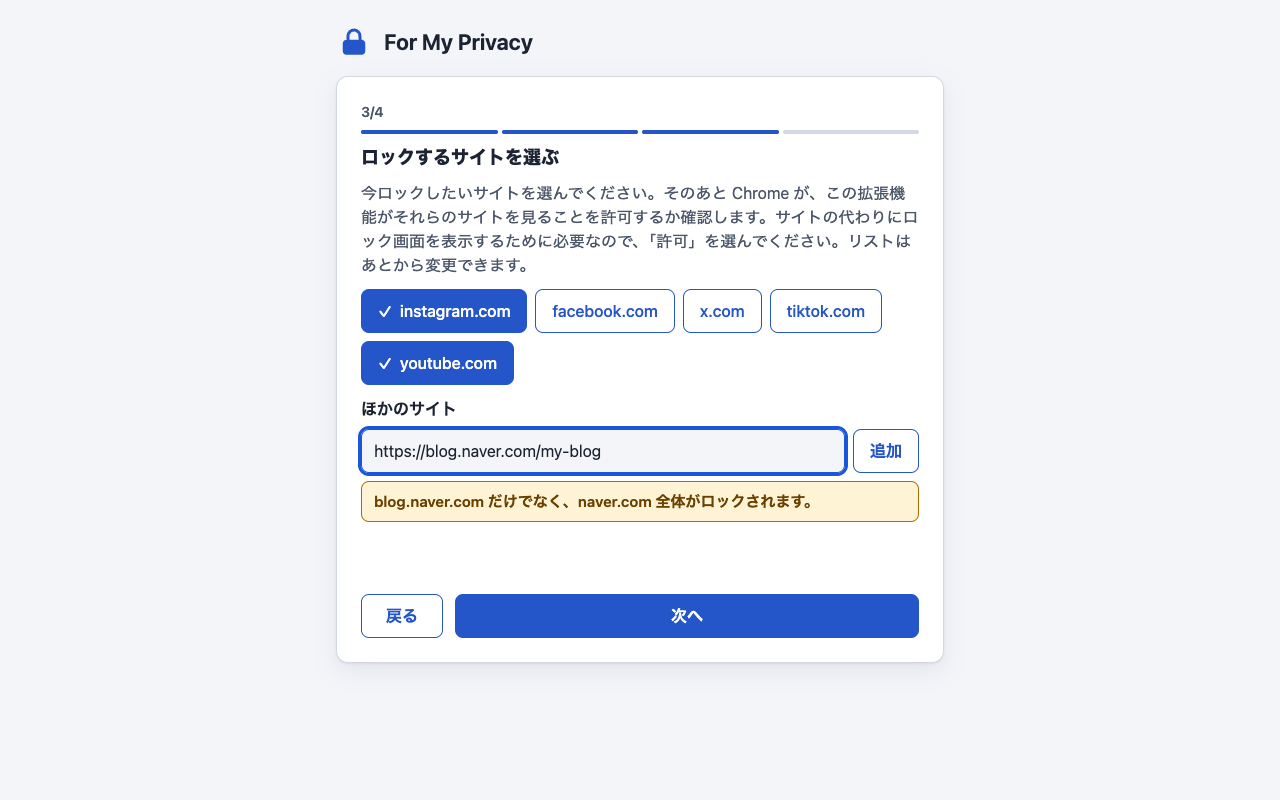 For My Privacy
3/4
ロックするサイトを選ぶ
今ロックしたいサイトを選んでください。そのあと Chrome が、この拡張機
能がそれらのサイトを見ることを許可するか確認します。サイトの代わりにロ
ック画面を表示するために必要なので、「許可」を選んでください。リストは
あとから変更できます。
✓ instagram.com facebook.com x.com tiktok.com
✓ youtube.com
ほかのサイト
https://blog.naver.com/my-blog 追加
blog.naver.com だけでなく、naver.com 全体がロックされます。
戻る 次へ